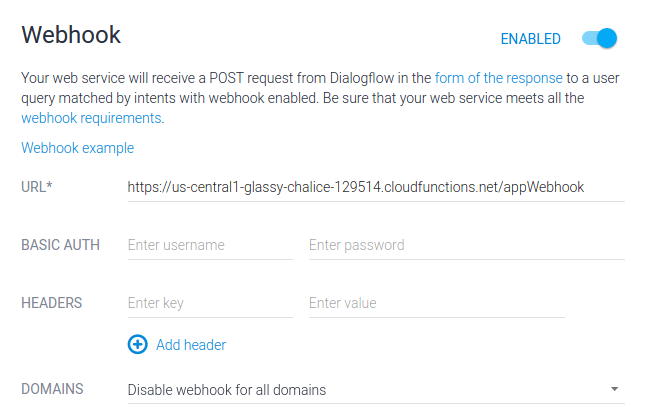 Webhook
ENABLED
Your web service will receive a POST request from Dialogflow in the form of the response to a user
query matched by intents with webhook enabled. Be sure that your web service meets all the
webhook requirements.
Webhook example
URL* https://us-central1-glassy-chalice-129514.cloudfunctions.net/appWebhook
BASIC AUTH Enter username Enter password
HEADERS Enter key Enter value
Add header
DOMAINS Disable webhook for all domains